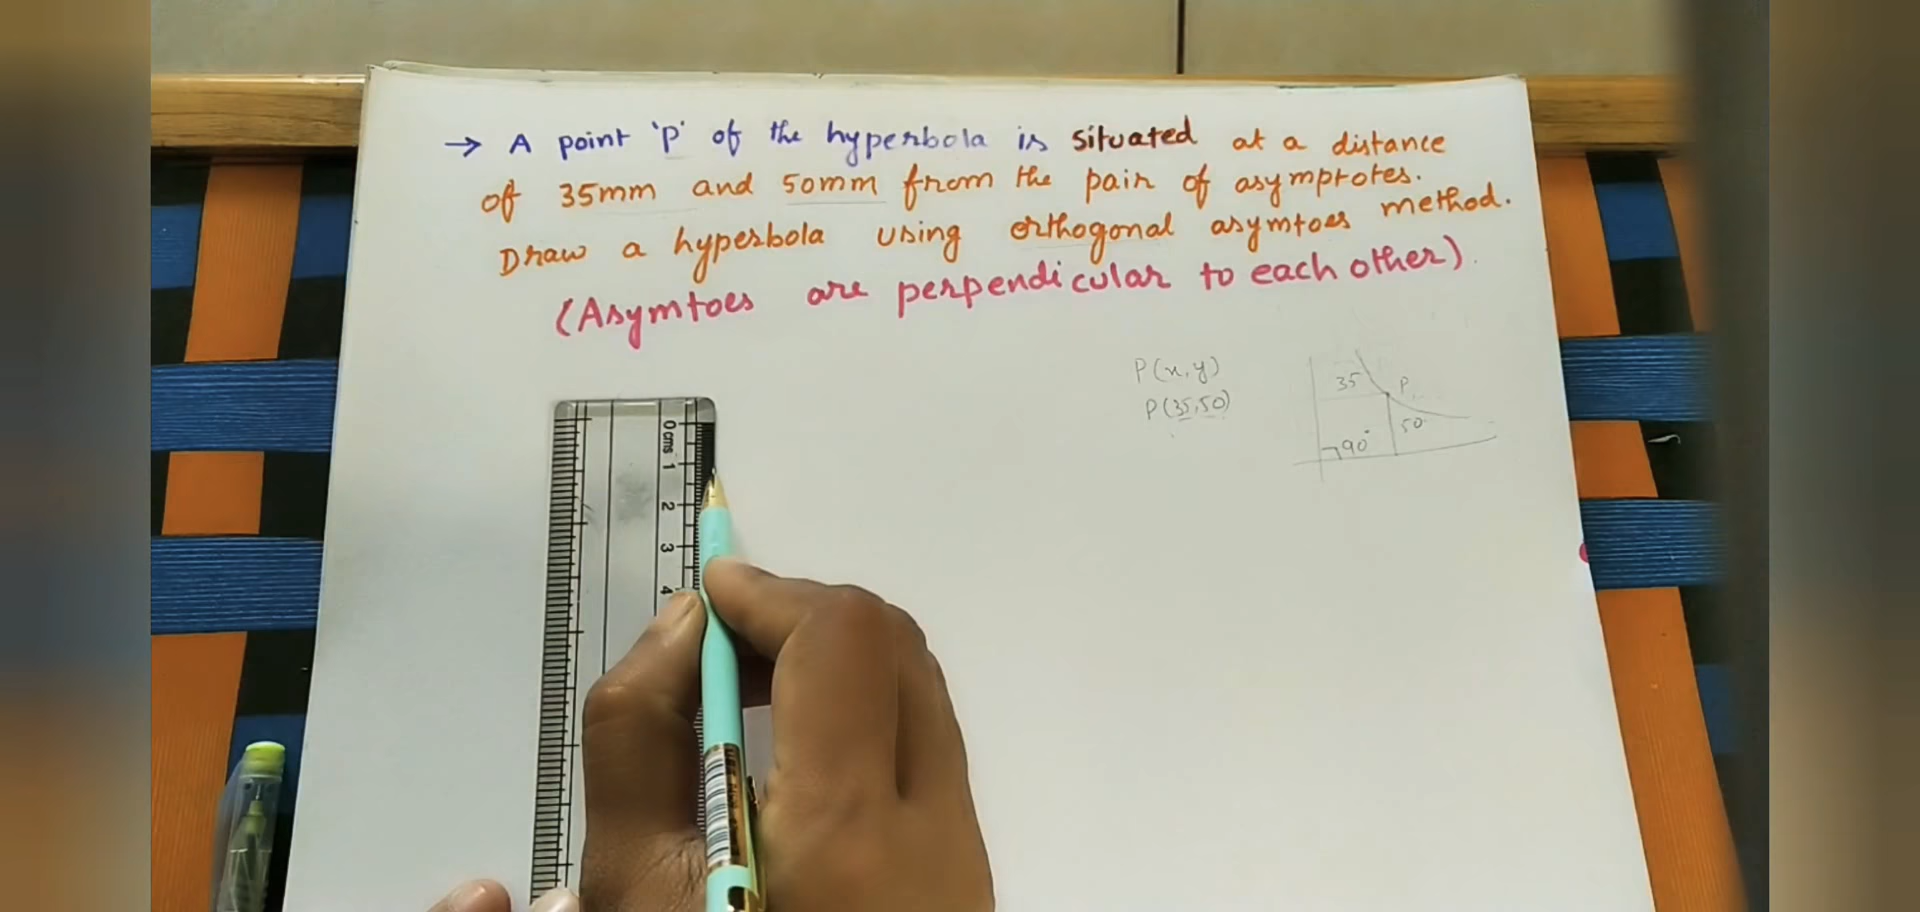 → A point 'P' of the hyperbola is situated at a distance
of 35mm and 50mm from the pair of asymptotes.
Draw a hyperbola using orthogonal asymtoes method.
(Asymtoes are perpendicular to each other).
P(x,y)
P(35,50)
35
P
50
90°
0 cms 1 2 3 4